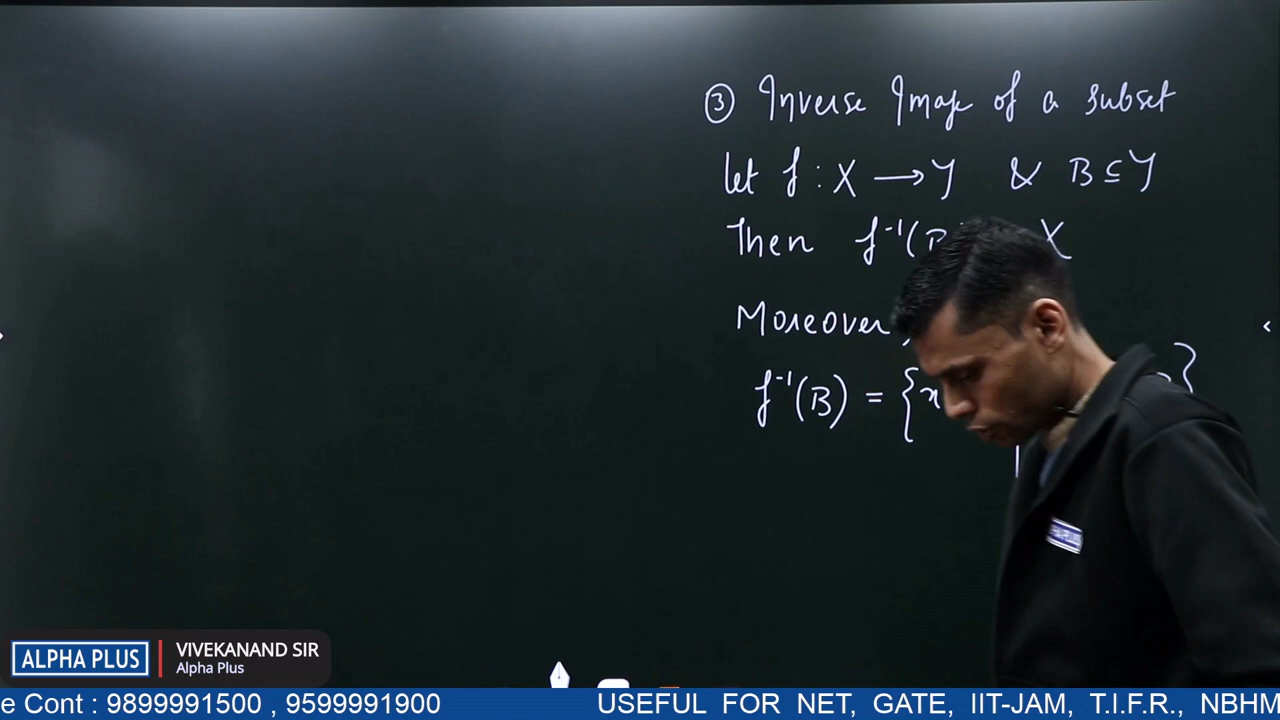 ③ Inverse Image of a subset
let f : X → Y & B ⊆ Y
Then f⁻¹(B X
Moreover,
f⁻¹(B) = {x }
ALPHA PLUS
VIVEKANAND SIR
Alpha Plus
e Cont : 9899991500 , 9599991900 USEFUL FOR NET, GATE, IIT-JAM, T.I.F.R., NBHM